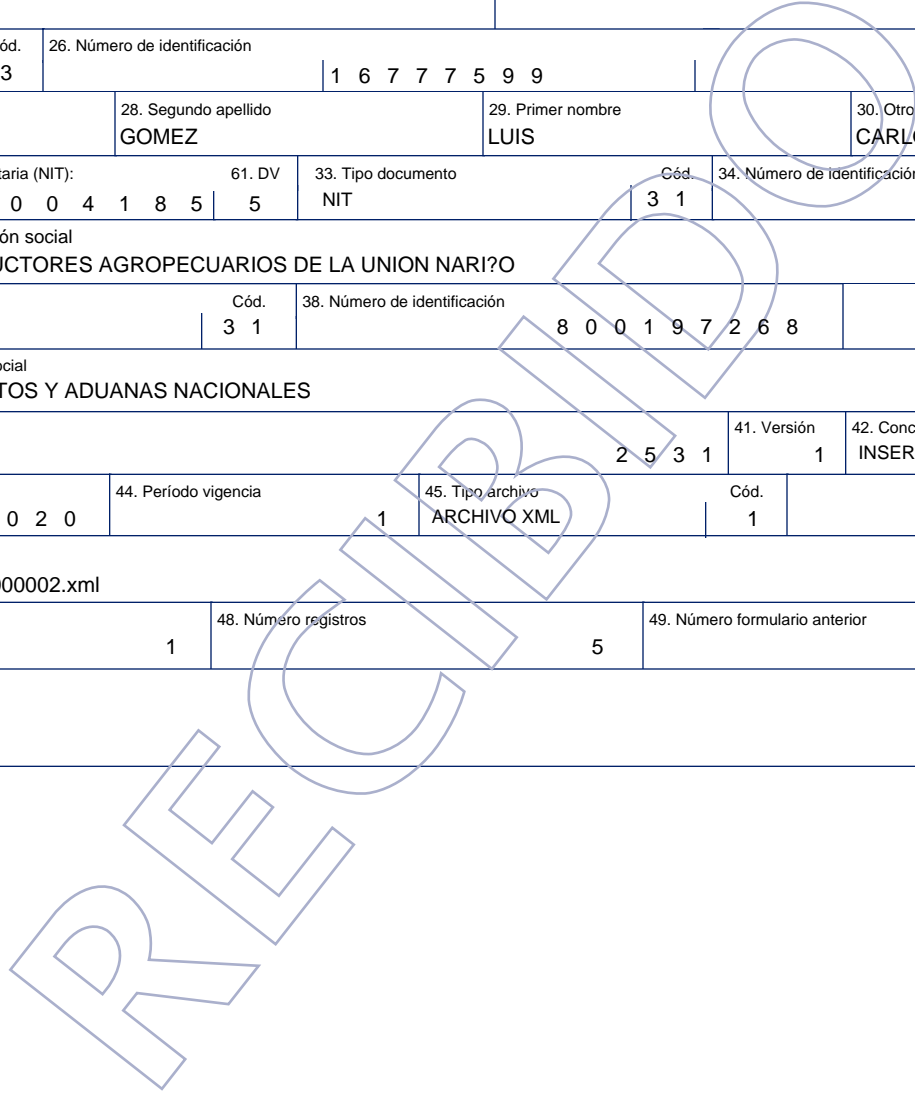 ód. 26. Número de identificación
3 1 6 7 7 7 5 9 9
28. Segundo apellido 29. Primer nombre 30. Otro
GOMEZ LUIS CARLO
taria (NIT): 61. DV 33. Tipo documento Cód. 34. Número de identificación
0 0 4 1 8 5 5 NIT 3 1
ón social
UCTORES AGROPECUARIOS DE LA UNION NARI?O
Cód. 38. Número de identificación
3 1 8 0 0 1 9 7 2 6 8
ocial
TOS Y ADUANAS NACIONALES
41. Versión 42. Conc
2 5 3 1 1 INSER
44. Período vigencia 45. Tipo archivo Cód.
0 2 0 1 ARCHIVO XML 1
000002.xml
48. Número registros 49. Número formulario anterior
1 5
RECIBIDO